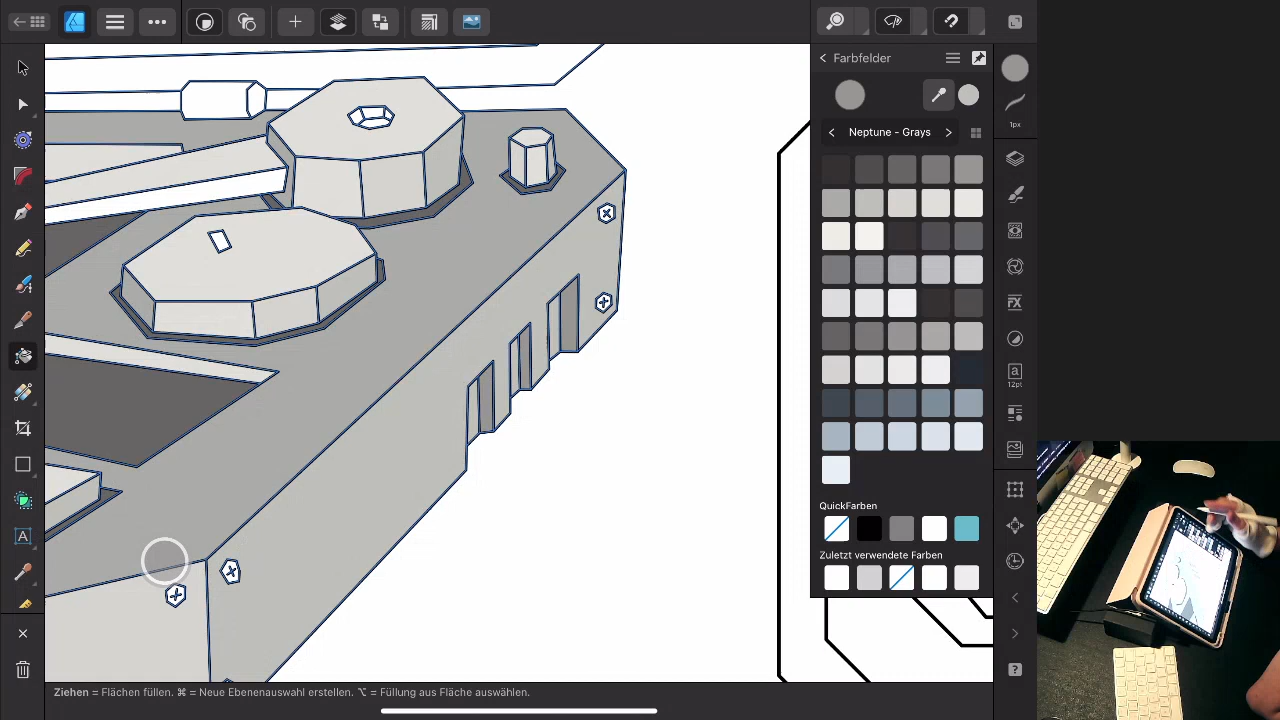 Farbfelder
1px
Neptune - Grays
A
12pt
QuickFarben
A
Zuletzt verwendete Farben
Ziehen = Flächen füllen. ⌘ = Neue Ebenenauswahl erstellen. ⌥ = Füllung aus Fläche auswählen.